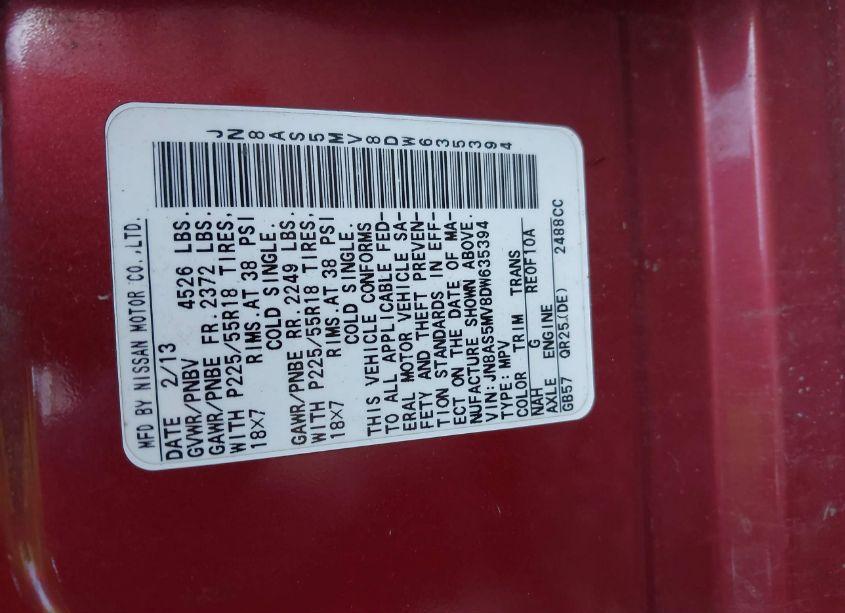 JN8AS5MV8DW635394
MFD BY NISSAN MOTOR CO.,LTD.
DATE 2/13
GVWR/PNBV 4526 LBS.
GAWR/PNBE FR.2372 LBS.
WITH P225/55R18 TIRES,
18X7 RIMS.AT 38 PSI
COLD SINGLE.
GAWR/PNBE RR.2249 LBS.
WITH P225/55R18 TIRES,
18X7 RIMS.AT 38 PSI
COLD SINGLE.
THIS VEHICLE CONFORMS
TO ALL APPLICABLE FED-
ERAL MOTOR VEHICLE SA-
FETY AND THEFT PREVEN-
TION STANDARDS IN EFF-
ECT ON THE DATE OF MA-
NUFACTURE SHOWN ABOVE.
VIN:JN8AS5MV8DW635394
TYPE:MPV
COLOR TRIM TRANS
NAH G RE0F10A
AXLE ENGINE
GB57 QR25.(DE) 2488CC